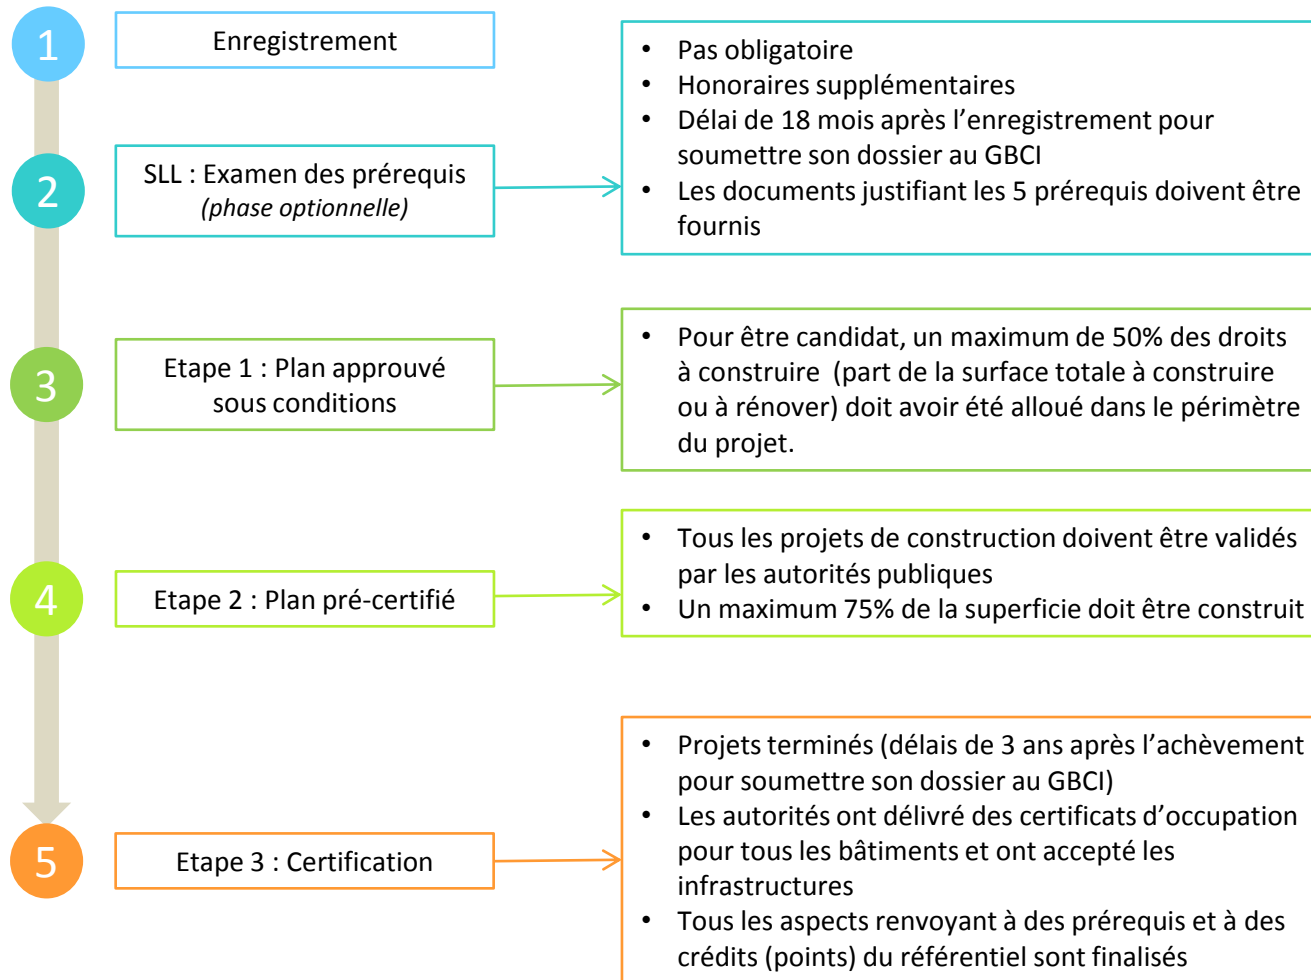 1
Enregistrement
2
SLL : Examen des prérequis
(phase optionnelle)
• Pas obligatoire
• Honoraires supplémentaires
• Délai de 18 mois après l’enregistrement pour
soumettre son dossier au GBCI
• Les documents justifiant les 5 prérequis doivent être
fournis
3
Etape 1 : Plan approuvé
sous conditions
• Pour être candidat, un maximum de 50% des droits
à construire (part de la surface totale à construire
ou à rénover) doit avoir été alloué dans le périmètre
du projet.
4
Etape 2 : Plan pré-certifié
• Tous les projets de construction doivent être validés
par les autorités publiques
• Un maximum 75% de la superficie doit être construit
5
Etape 3 : Certification
• Projets terminés (délais de 3 ans après l’achèvement
pour soumettre son dossier au GBCI)
• Les autorités ont délivré des certificats d’occupation
pour tous les bâtiments et ont accepté les
infrastructures
• Tous les aspects renvoyant à des prérequis et à des
crédits (points) du référentiel sont finalisés